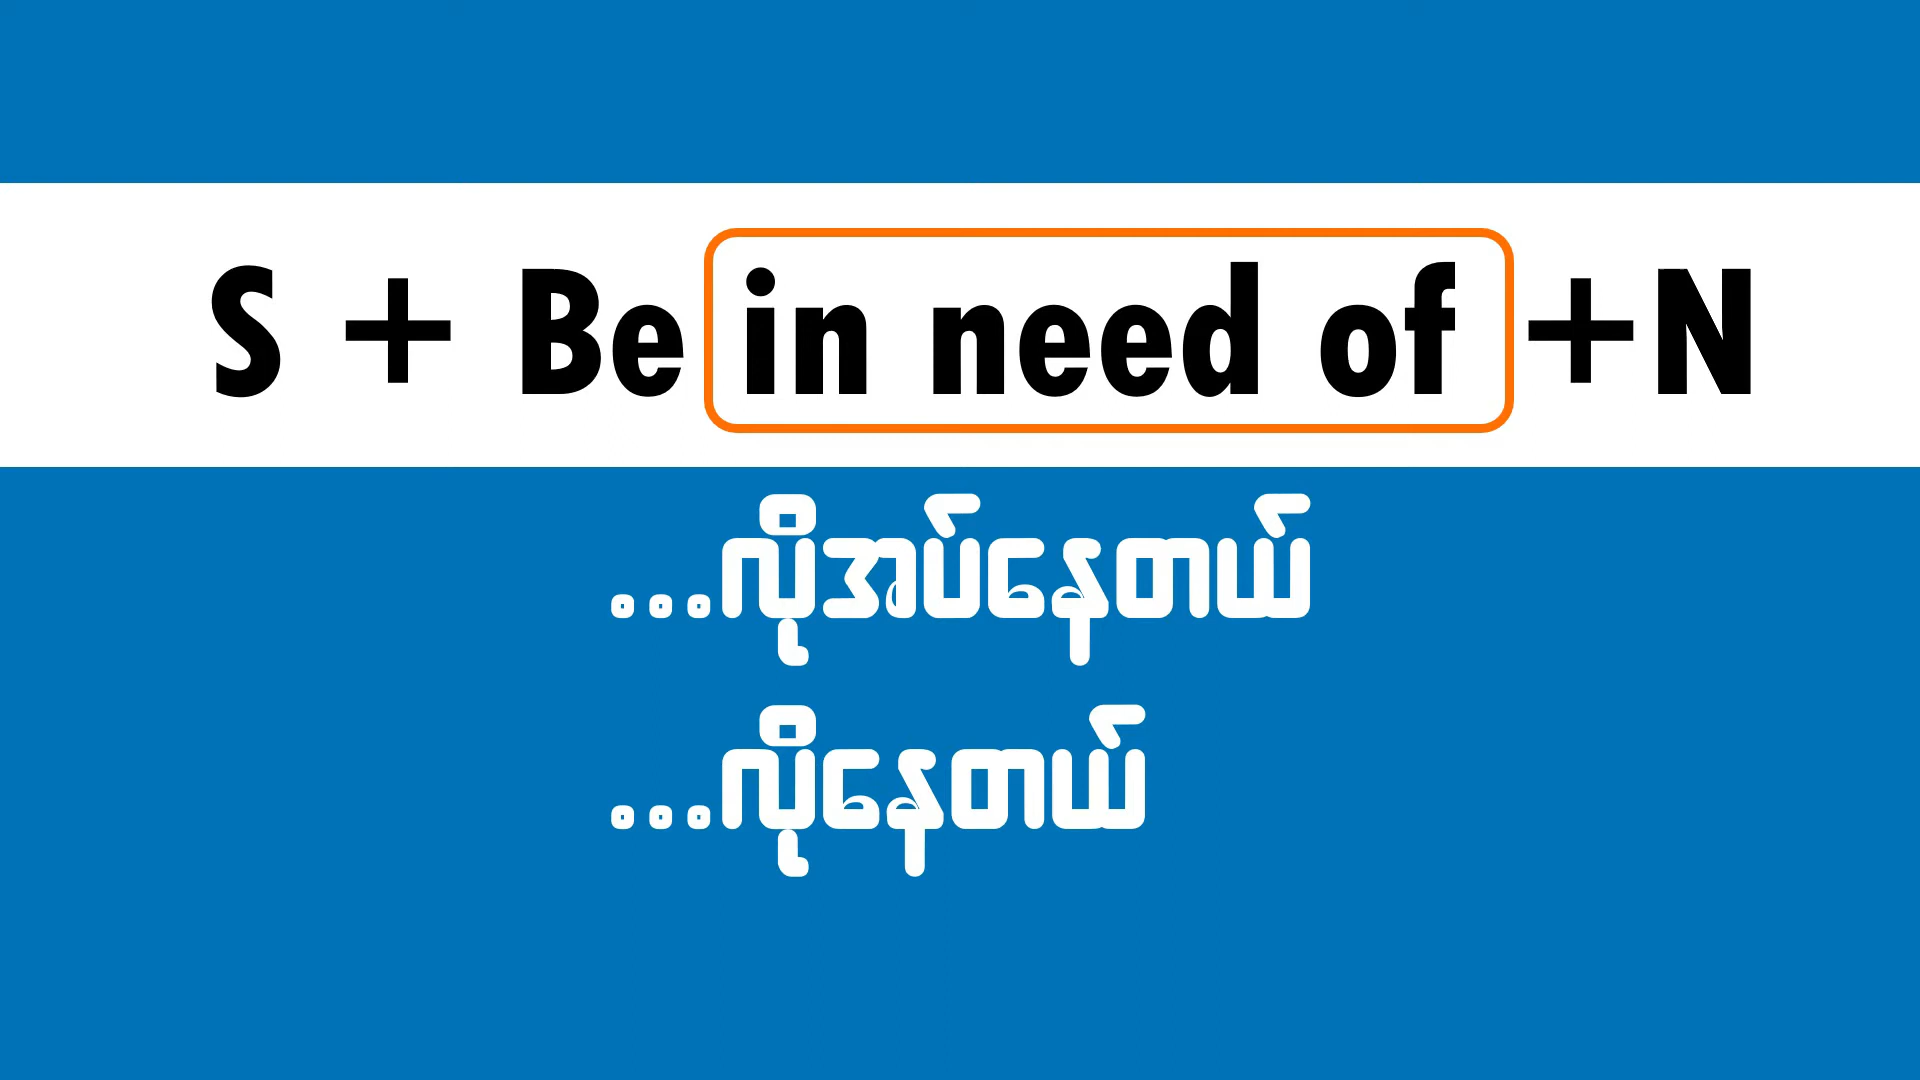 S + Be in need of +N
...လိုအပ်နေတယ်
...လိုနေတယ်